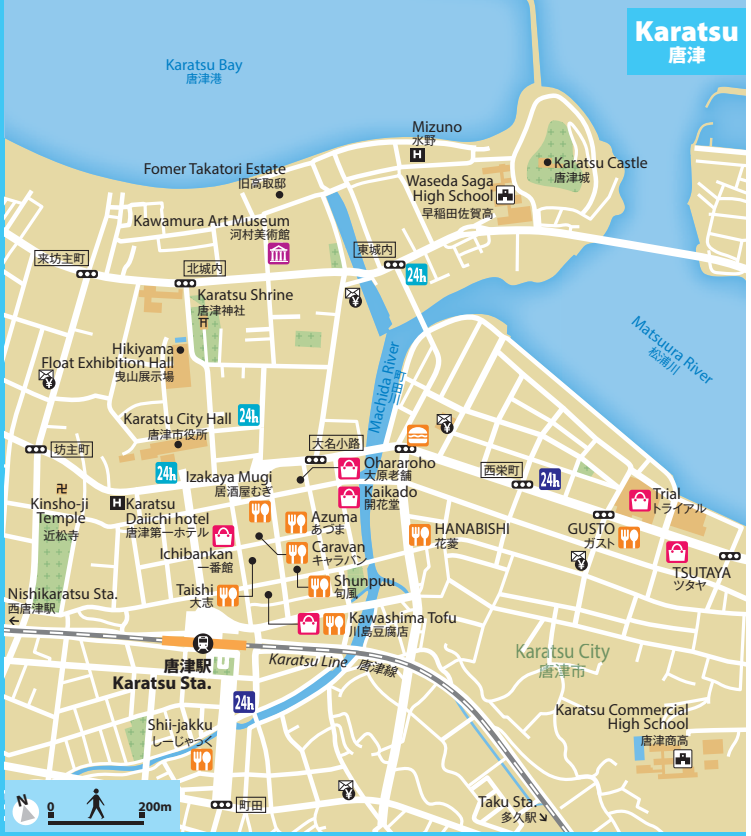 Karatsu
唐津
Karatsu Bay
唐津港
Mizuno
水野
H
Karatsu Castle
唐津城
Fomer Takatori Estate
旧高取邸
Waseda Saga
High School
早稲田佐賀高
Kawamura Art Museum
河村美術館
来坊主町
北城内
東城内
24h
Karatsu Shrine
唐津神社
¥
Matsuura River
松浦川
Hikiyama
Float Exhibition Hall
曳山展示場
Machida River
町田川
¥
Karatsu City Hall
唐津市役所
24h
¥
坊主町
大名小路
24h
Izakaya Mugi
居酒屋むぎ
Ohararoho
大原老舗
西栄町
24h
卍
Kinsho-ji
Temple
近松寺
H
Karatsu
Daiichi hotel
唐津第一ホテル
Kaikado
開花堂
Trial
トライアル
Azuma
あづま
HANABISHI
花菱
GUSTO
ガスト
Ichibankan
一番館
Caravan
キャラバン
¥
TSUTAYA
ツタヤ
Nishikaratsu Sta.
西唐津駅
←
Taishi
大志
Shunpuu
旬風
Kawashima Tofu
川島豆腐店
唐津駅
Karatsu Sta.
Karatsu Line 唐津線
Karatsu City
唐津市
24h
Shii-jakku
しーじゃっく
Karatsu Commercial
High School
唐津商高
N
0 200m
町田
¥
Taku Sta.
多久駅↘